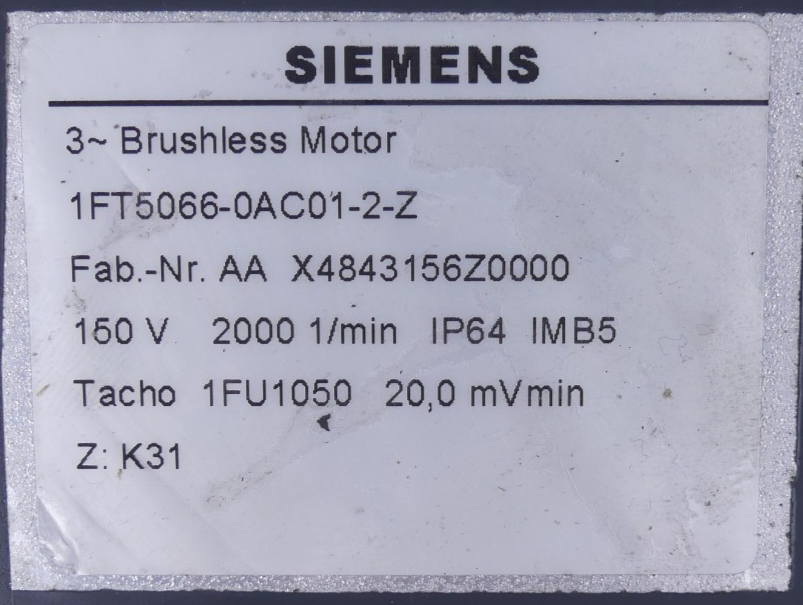 SIEMENS
3~ Brushless Motor
1FT5066-0AC01-2-Z
Fab.-Nr. AA X4843156Z0000
150 V 2000 1/min IP64 IMB5
Tacho 1FU1050 20,0 mVmin
Z: K31